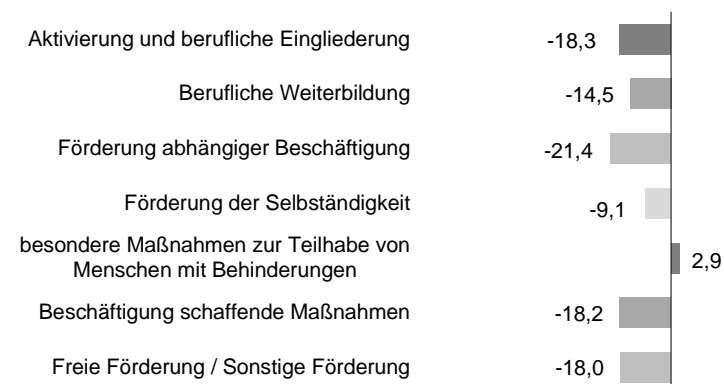 Aktivierung und berufliche Eingliederung -18,3
Berufliche Weiterbildung -14,5
Förderung abhängiger Beschäftigung -21,4
Förderung der Selbständigkeit -9,1
besondere Maßnahmen zur Teilhabe von
Menschen mit Behinderungen 2,9
Beschäftigung schaffende Maßnahmen -18,2
Freie Förderung / Sonstige Förderung -18,0